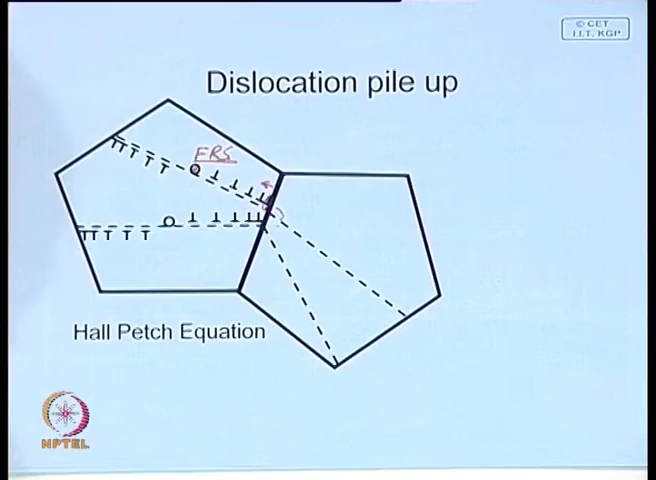 © CET
I.I.T. KGP
Dislocation pile up
FRS
Hall Petch Equation
NPTEL